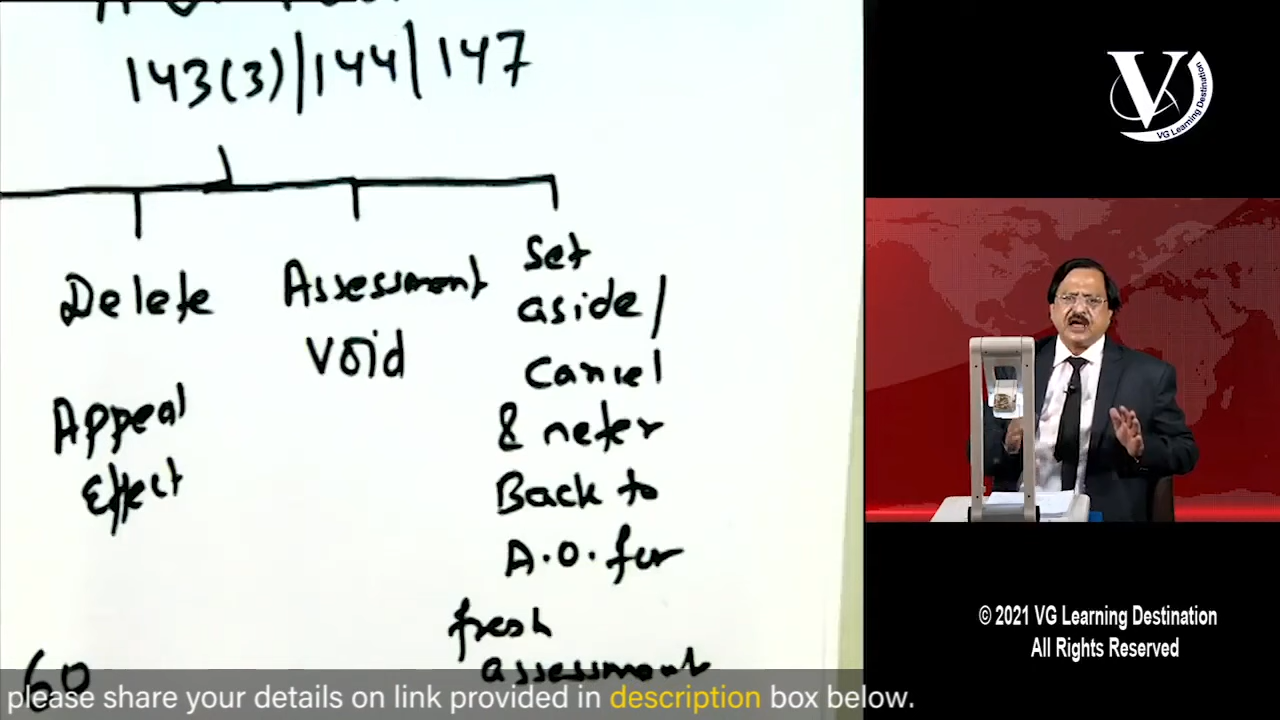 143(3)/144/147
Delete
Appeal
Effect
Assessment
void
Set
aside/
cancel
& refer
Back to
A.O. for
fresh
assessment
60
please share your details on link provided in description box below.
V
VG Learning Destination
© 2021 VG Learning Destination
All Rights Reserved